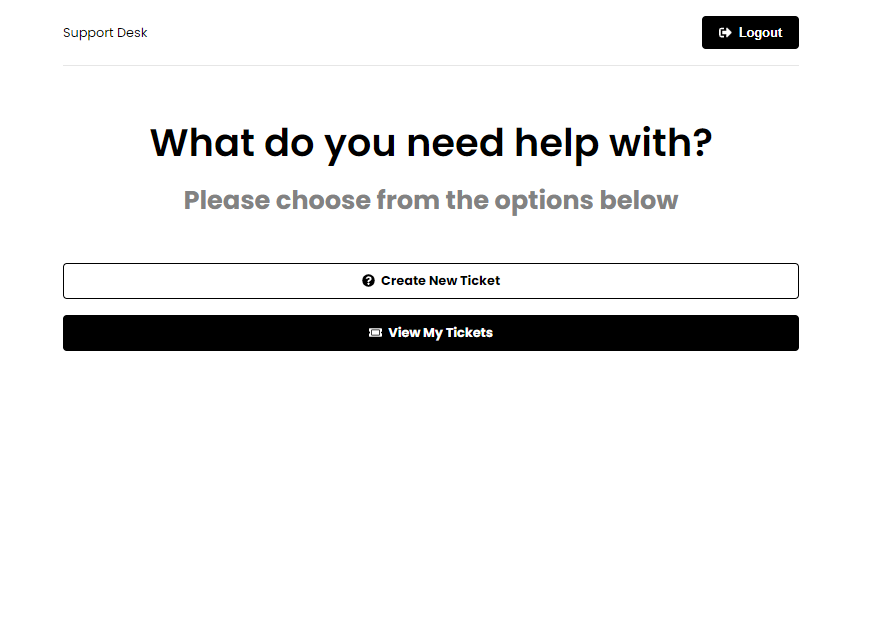 Support Desk
Logout
What do you need help with?
Please choose from the options below
Create New Ticket
View My Tickets